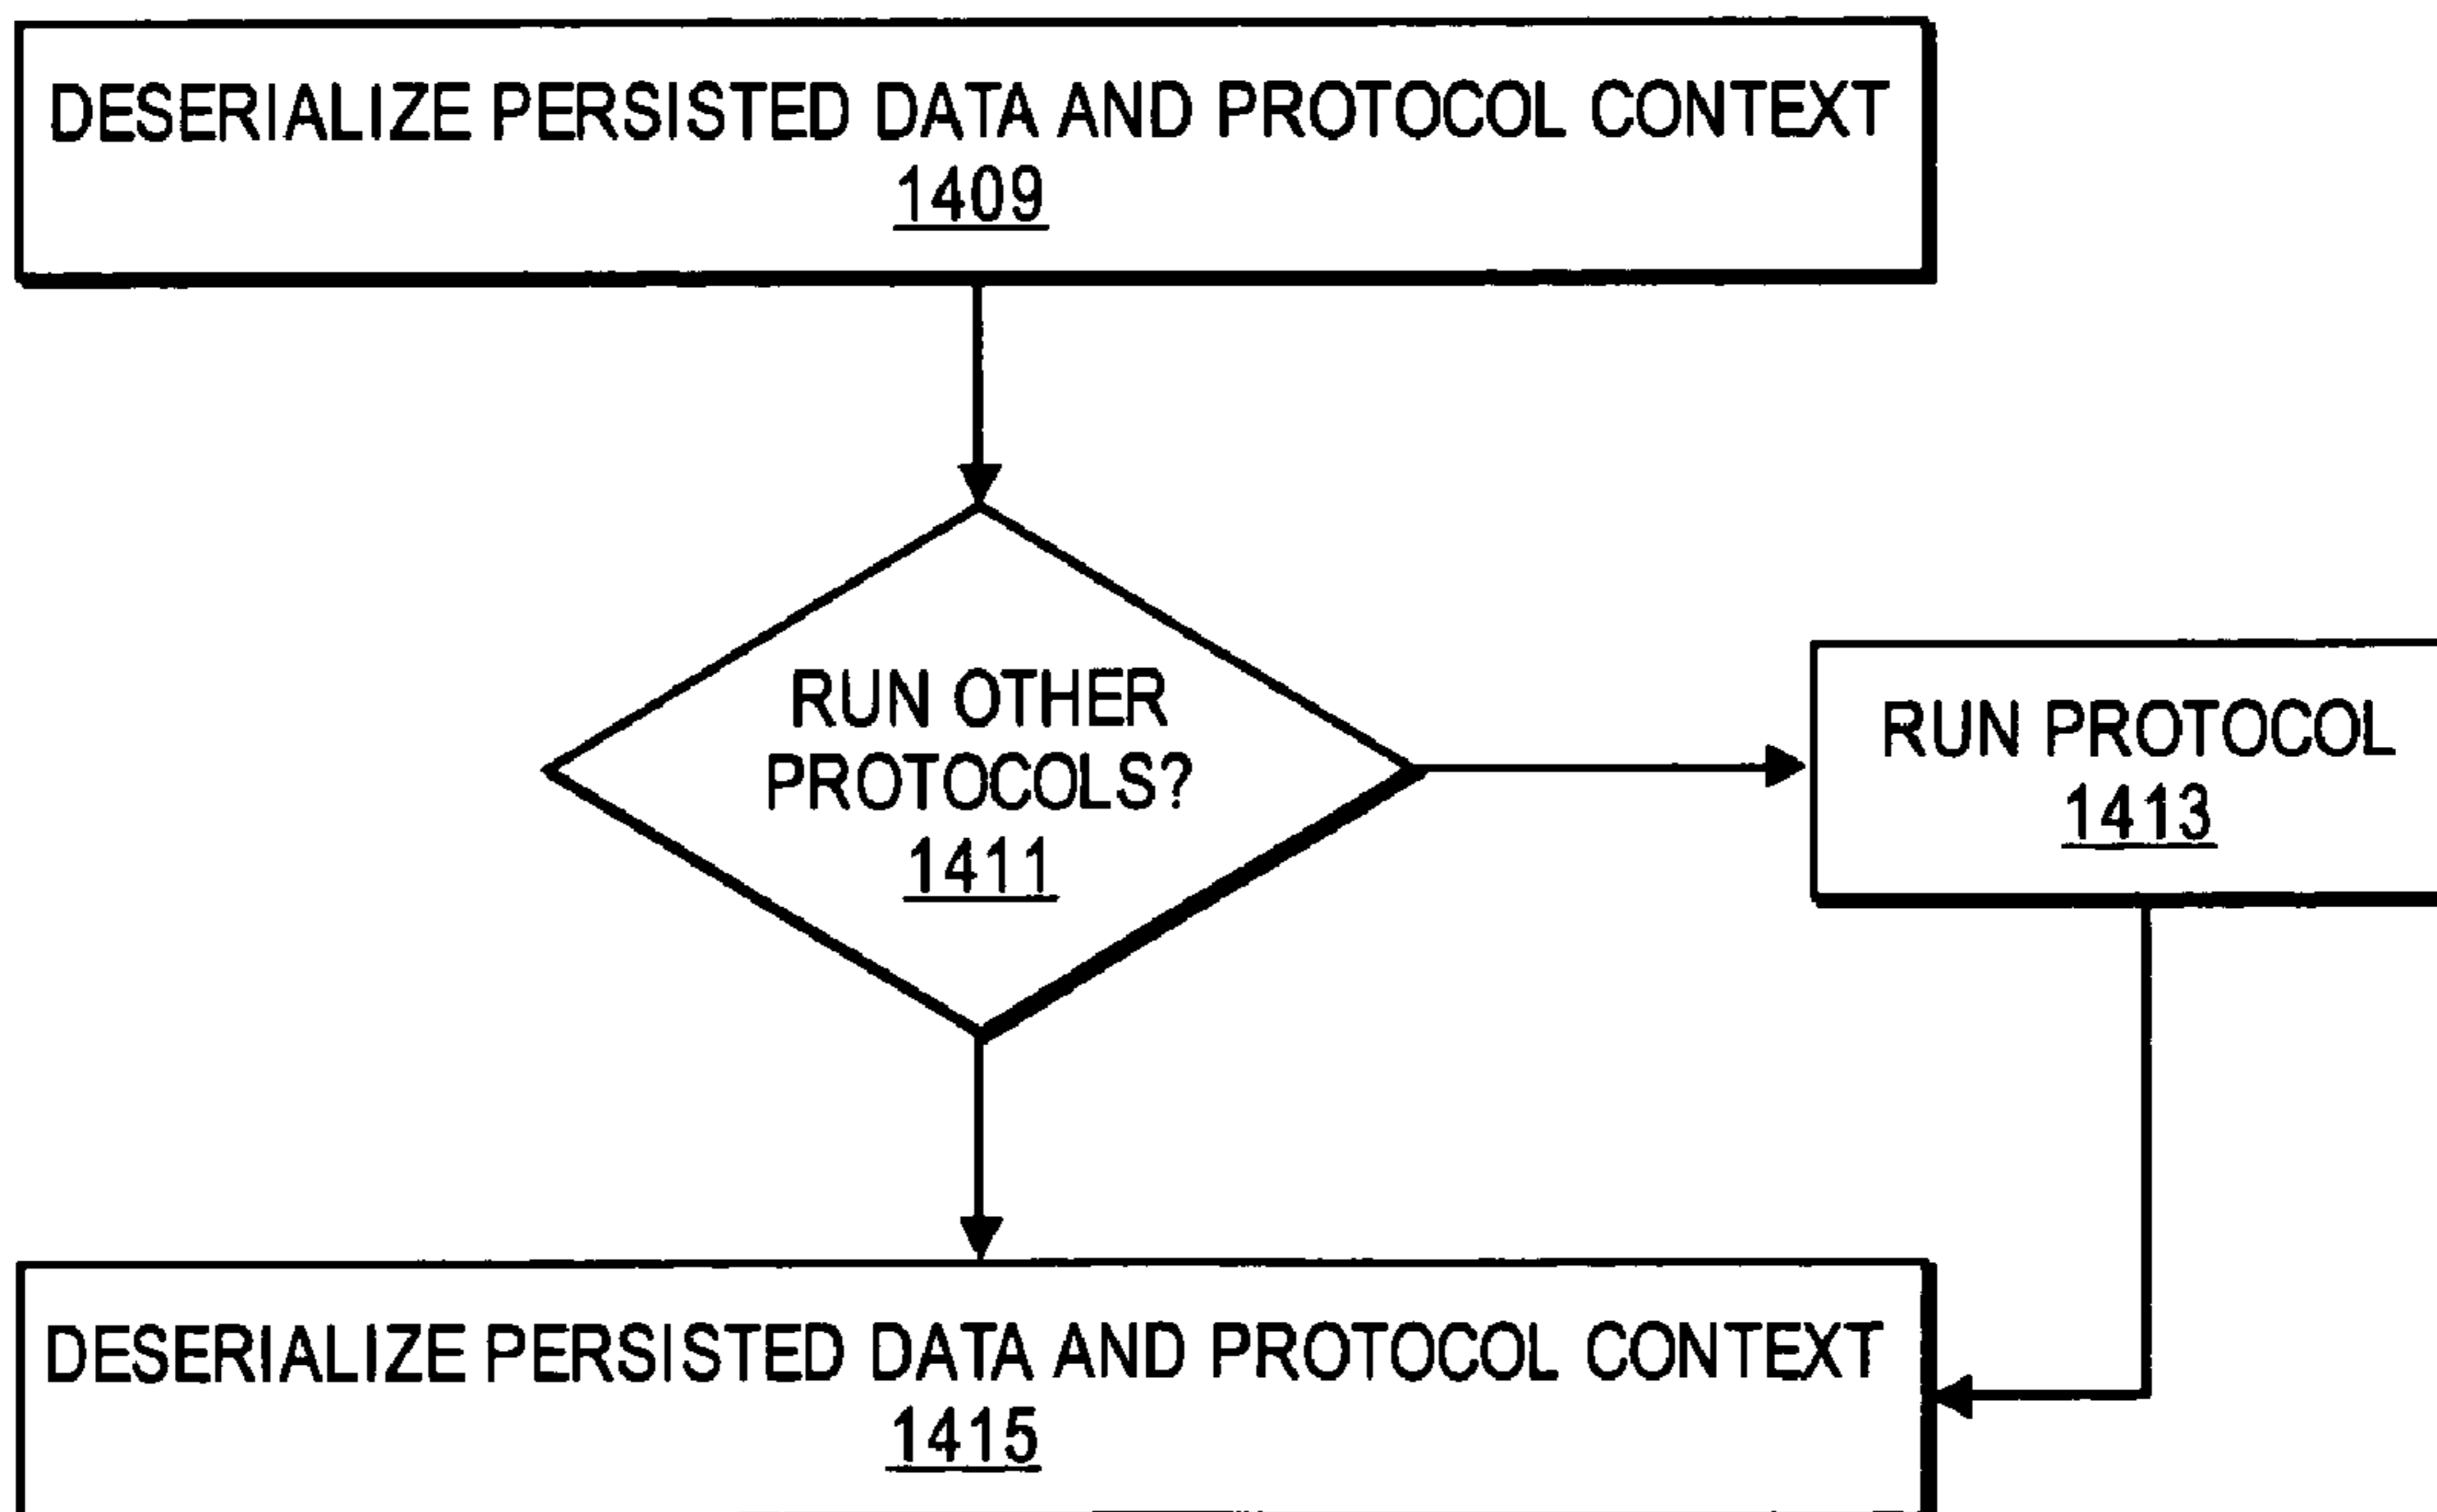 DESERIALIZE PERSISTED DATA AND PROTOCOL CONTEXT
1409
RUN OTHER
PROTOCOLS?
1411
RUN PROTOCOL
1413
DESERIALIZE PERSISTED DATA AND PROTOCOL CONTEXT
1415